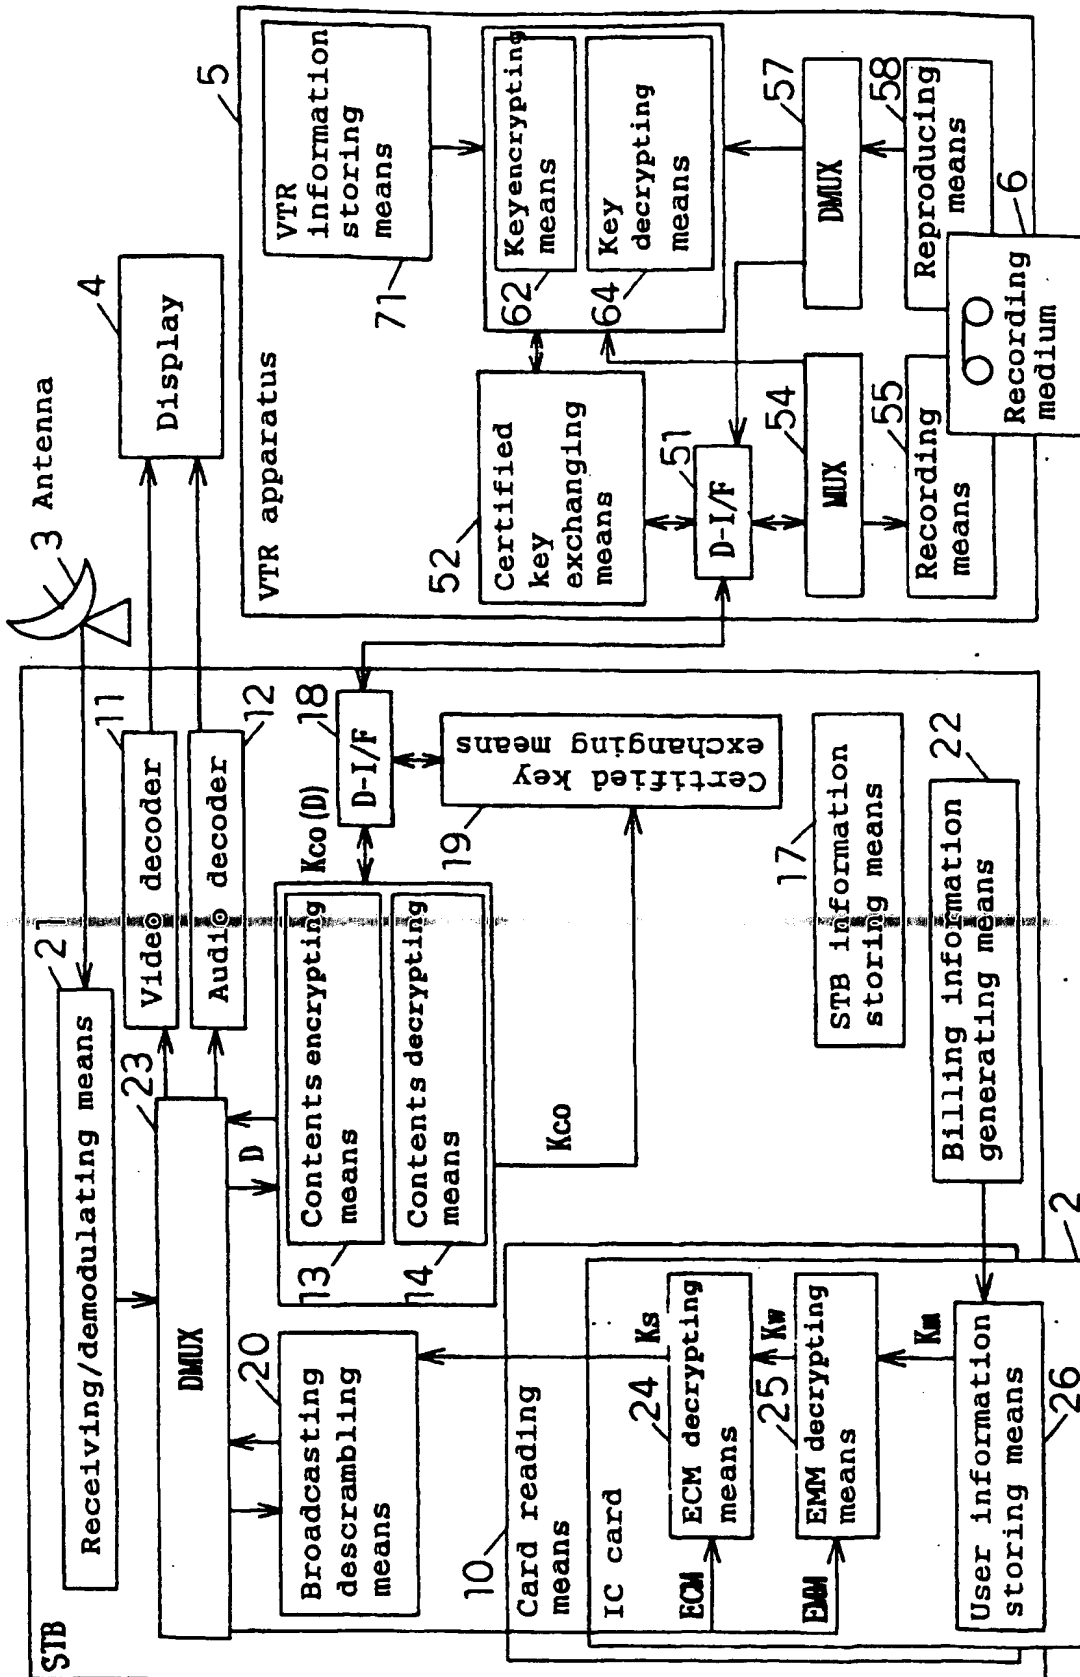 STB
Receiving/demodulating means
21
3
Antenna
4
Display
DMUX
23
Video decoder
11
Audio decoder
12
Broadcasting
descrambling
means
20
D
Contents encrypting
means
13
Contents decrypting
means
14
Kco(D)
D-I/F
18
Certified key
exchanging means
19
Kco
Card reading
means
10
IC card
2
ECM
EMM
Ks
ECM decrypting
means
24
Kw
EMM decrypting
means
25
Km
User information
storing means
26
STB information
storing means
17
Billing information
generating means
22
VTR apparatus
5
VTR
information
storing
means
71
Certified
key
exchanging
means
52
Keyencrypting
means
62
Key
decrypting
means
64
D-I/F
51
MUX
54
DMUX
57
Recording
means
55
Reproducing
means
58
Recording
medium
6